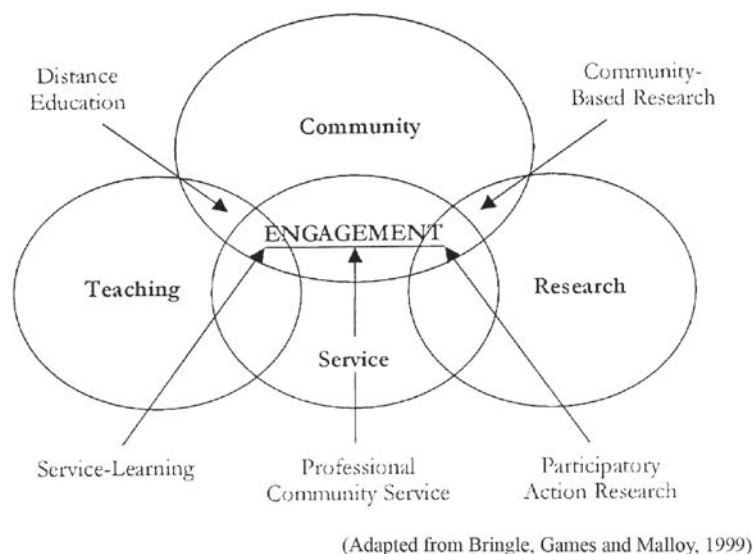 Distance
Education
Community-
Based Research
Community
ENGAGEMENT
Teaching
Research
Service
Service-Learning
Professional
Community Service
Participatory
Action Research
(Adapted from Bringle, Games and Malloy, 1999)